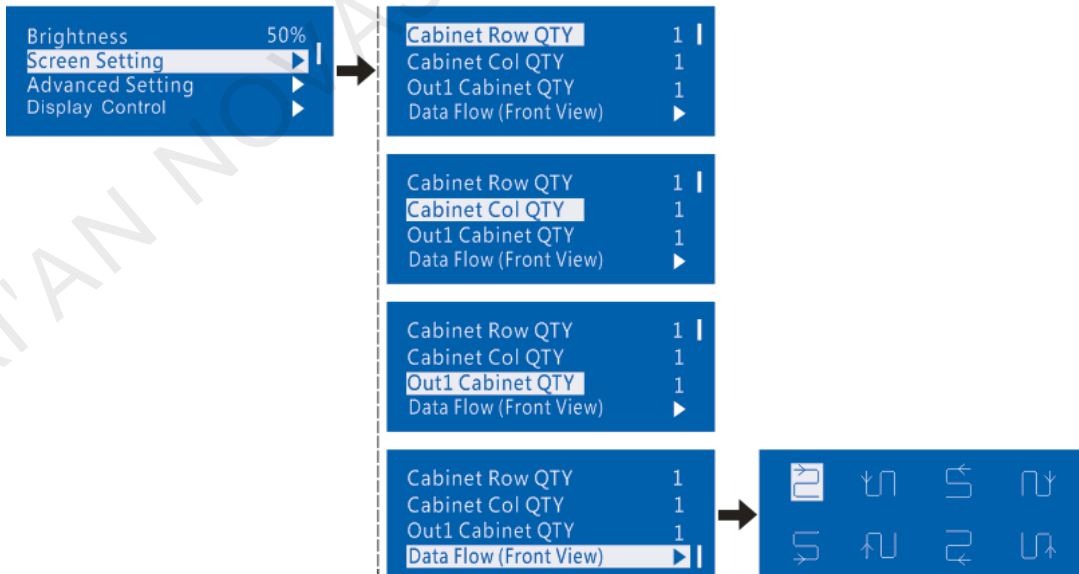 Brightness 50%
Screen Setting
Advanced Setting
Display Control
Cabinet Row QTY 1
Cabinet Col QTY 1
Out1 Cabinet QTY 1
Data Flow (Front View)
Cabinet Row QTY 1
Cabinet Col QTY 1
Out1 Cabinet QTY 1
Data Flow (Front View)
Cabinet Row QTY 1
Cabinet Col QTY 1
Out1 Cabinet QTY 1
Data Flow (Front View)
Cabinet Row QTY 1
Cabinet Col QTY 1
Out1 Cabinet QTY 1
Data Flow (Front View)